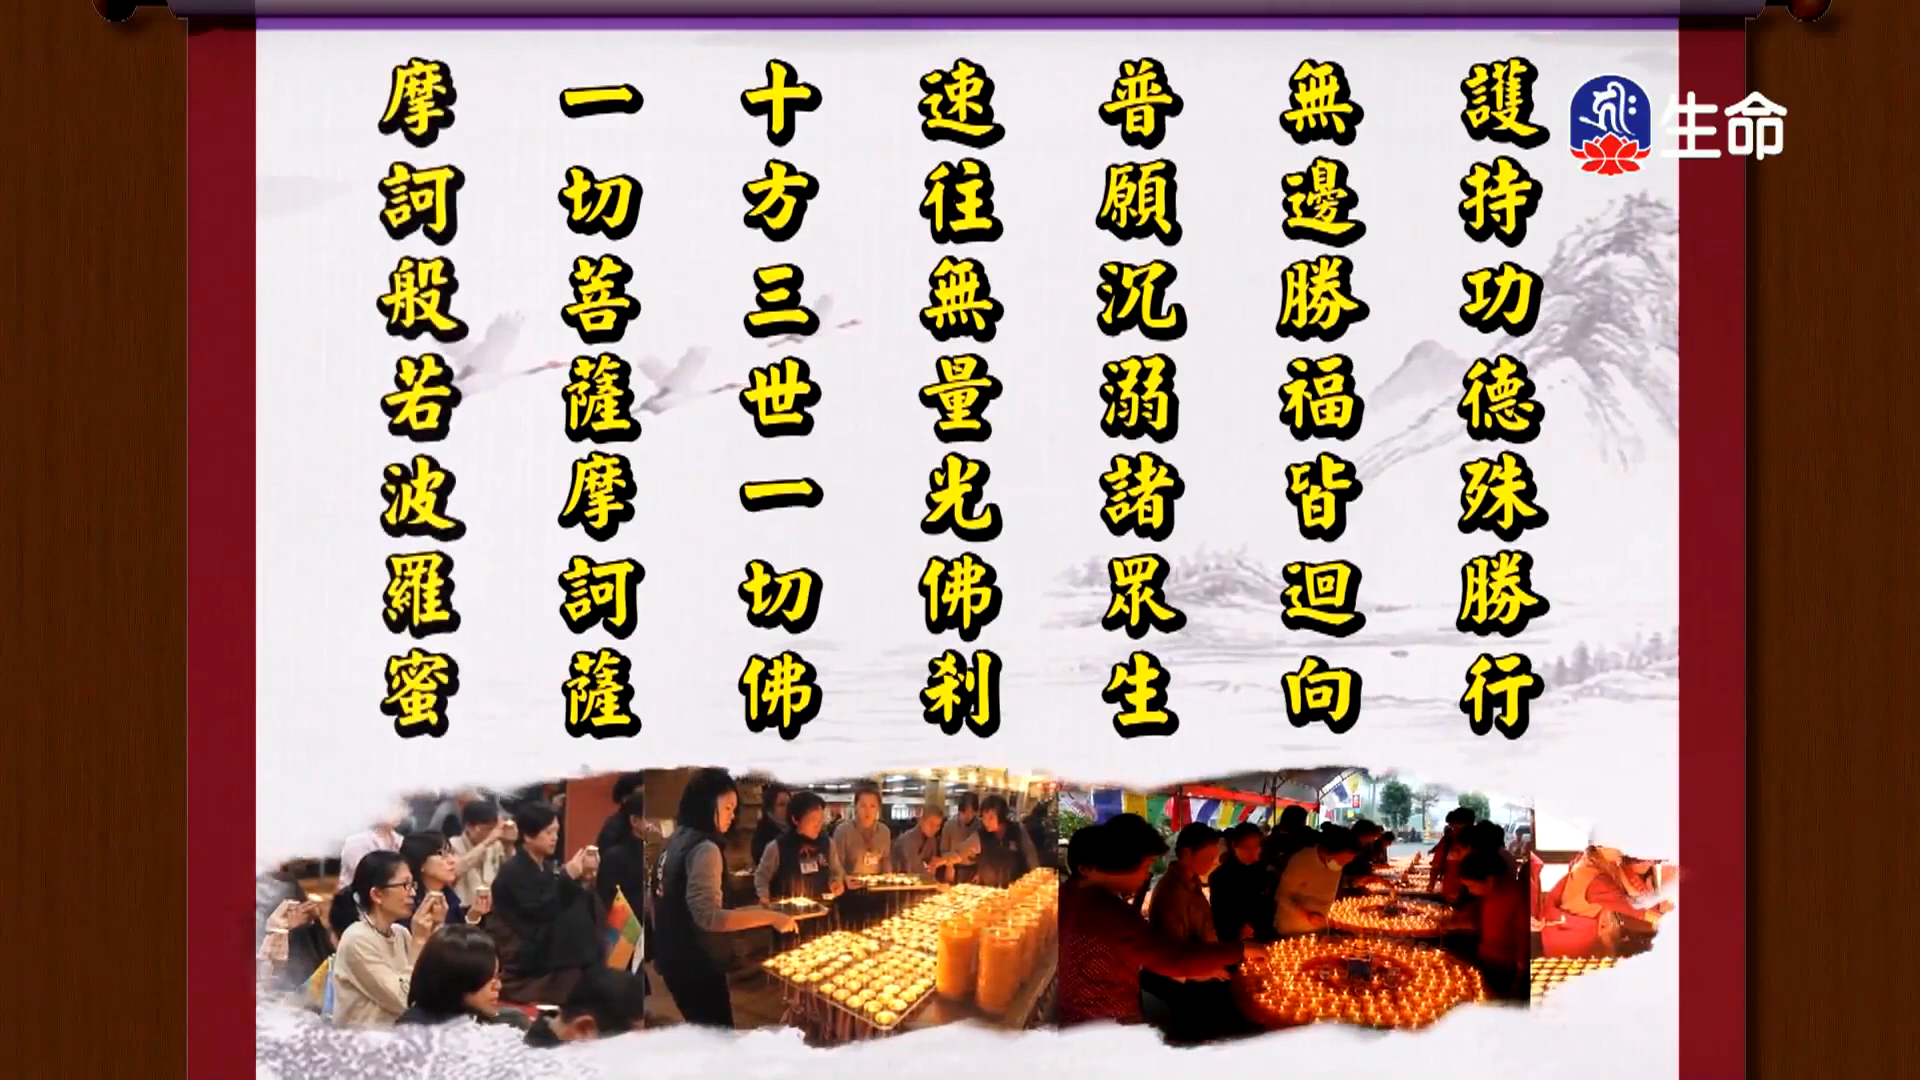 護持功德殊勝行
無邊勝福皆迴向
普願沉溺諸眾生
速往無量光佛剎
十方三世一切佛
一切菩薩摩訶薩
摩訶般若波羅蜜
生命